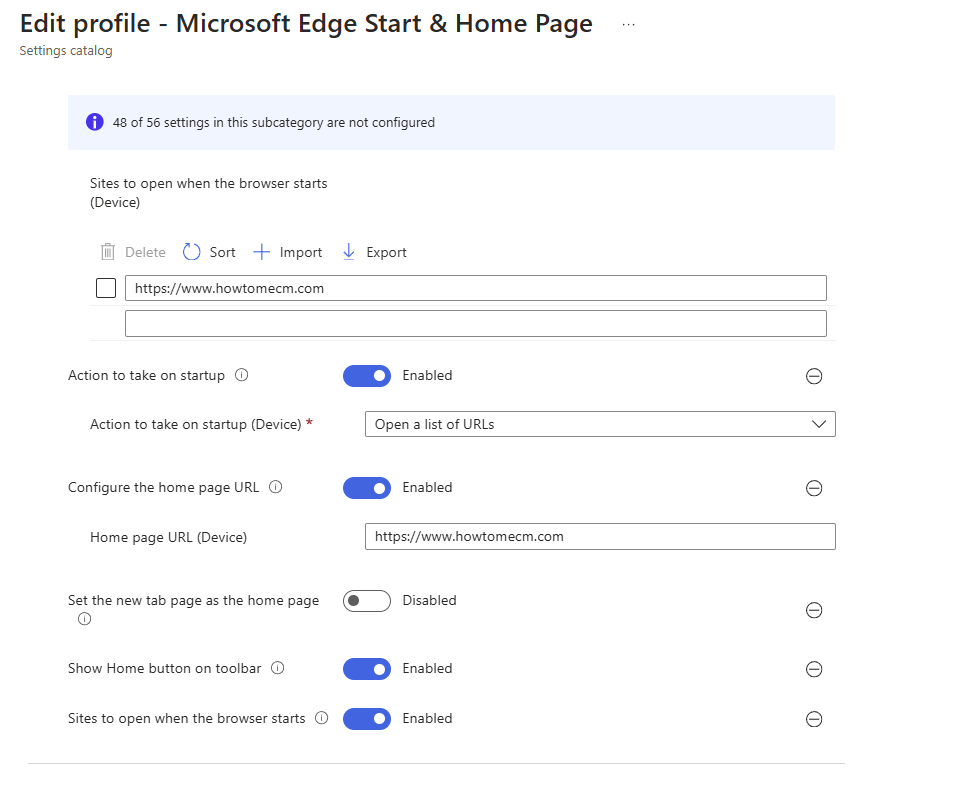 Edit profile - Microsoft Edge Start & Home Page ...
Settings catalog
48 of 56 settings in this subcategory are not configured
Sites to open when the browser starts
(Device)
Delete Sort Import Export
https://www.howtomecm.com
Action to take on startup Enabled
Action to take on startup (Device) * Open a list of URLs
Configure the home page URL Enabled
Home page URL (Device) https://www.howtomecm.com
Set the new tab page as the home page Disabled
Show Home button on toolbar Enabled
Sites to open when the browser starts Enabled